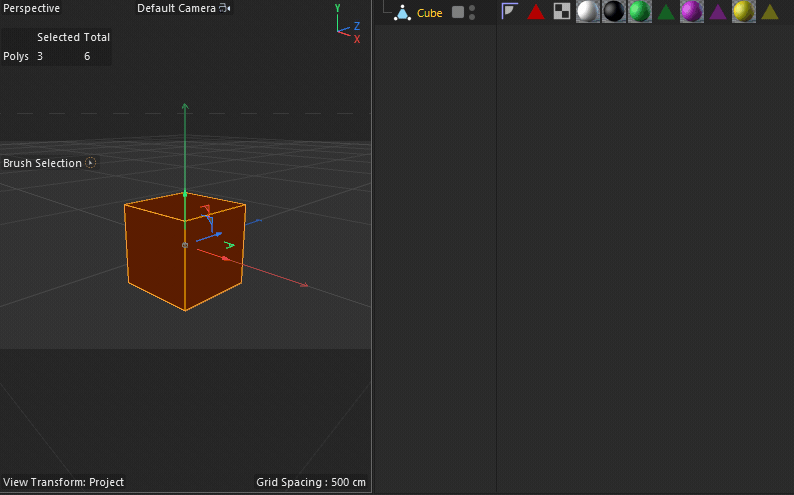 Perspective
Default Camera
Y
Z
X
Cube
Selected Total
Polys 3 6
Brush Selection
View Transform: Project
Grid Spacing : 500 cm